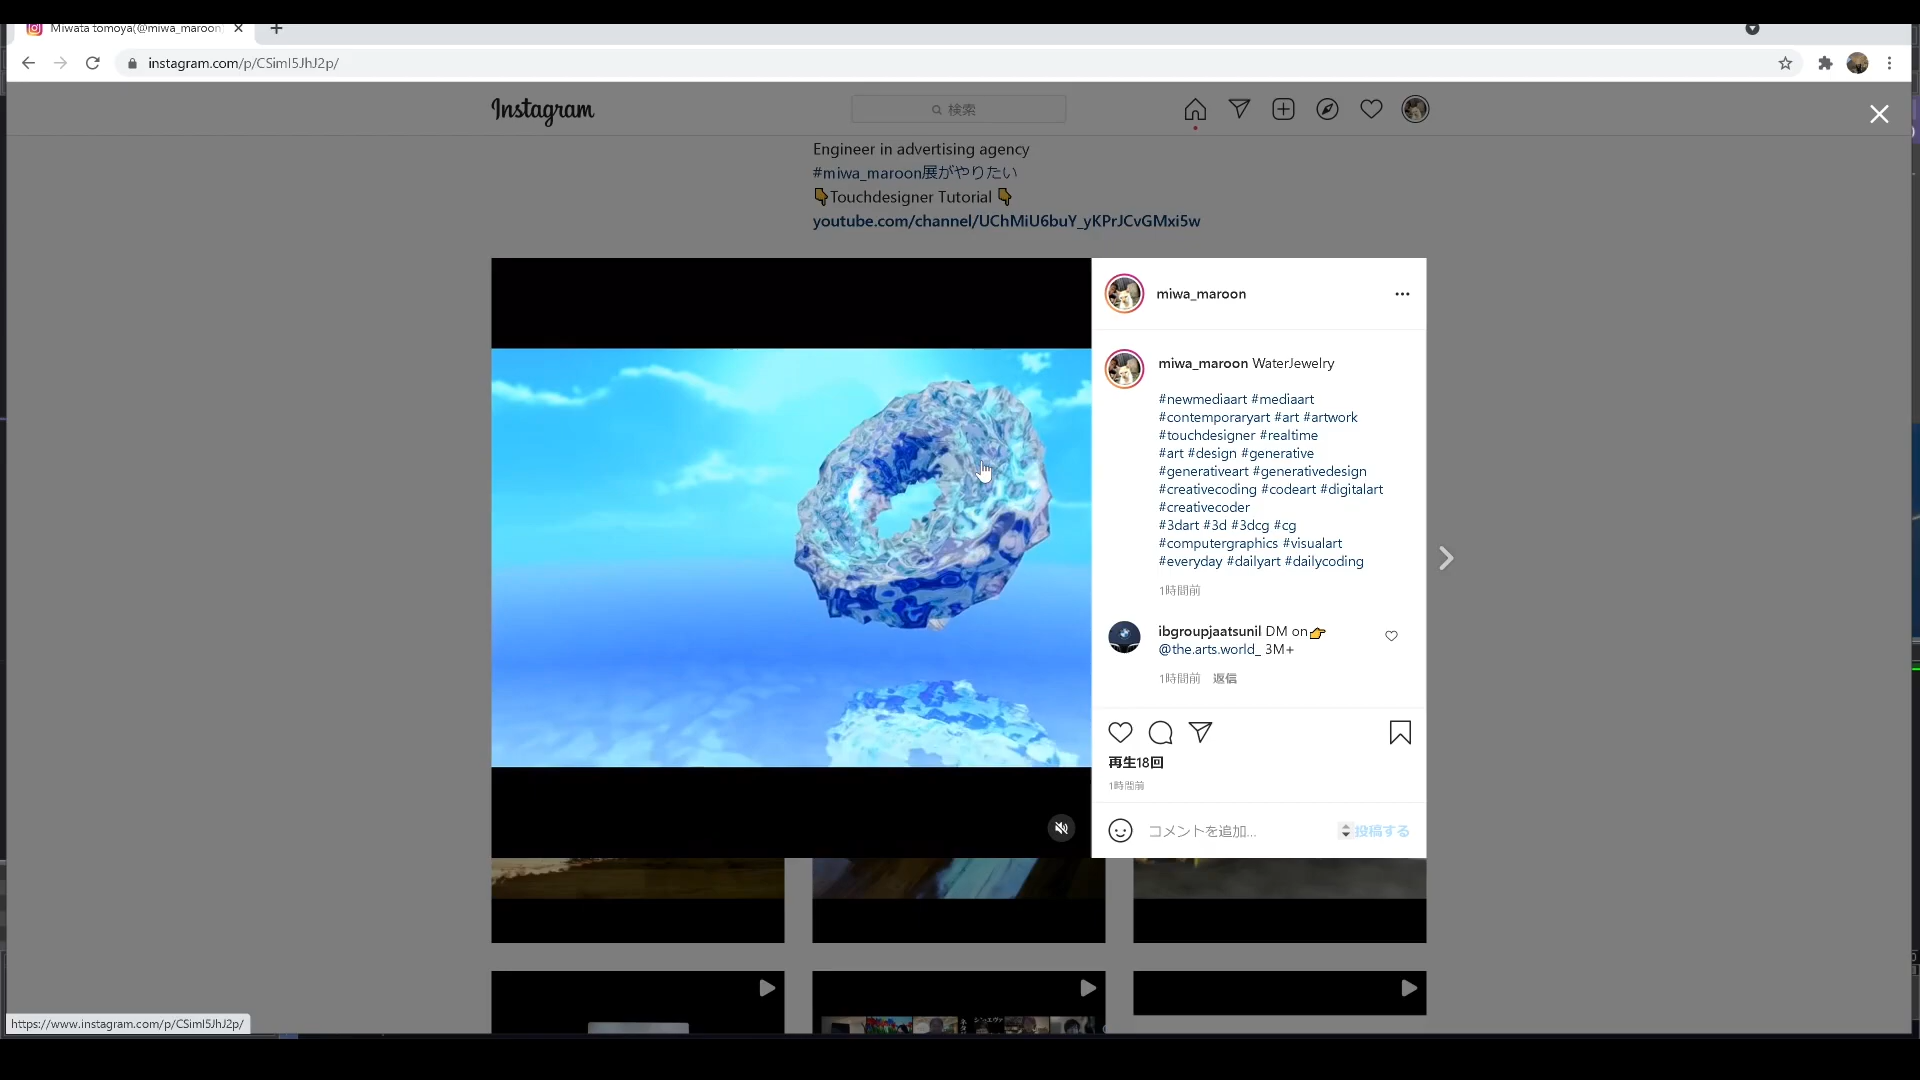 Miwata tomoya(@miwa_maroon
instagram.com/p/CSimI5JhJ2p/
Instagram
検索
Engineer in advertising agency
#miwa_maroon展がやりたい
👇Touchdesigner Tutorial 👇
youtube.com/channel/UChMiU6buY_yKPrJCvGMxi5w
miwa_maroon
miwa_maroon WaterJewelry
#newmediaart #mediaart
#contemporaryart #art #artwork
#touchdesigner #realtime
#art #design #generative
#generativeart #generativedesign
#creativecoding #codeart #digitalart
#creativecoder
#3dart #3d #3dcg #cg
#computergraphics #visualart
#everyday #dailyart #dailycoding
1時間前
ibgroupjaatsunil DM on👉
@the.arts.world_ 3M+
1時間前 返信
再生18回
1時間前
コメントを追加... 投稿する
https://www.instagram.com/p/CSimI5JhJ2p/